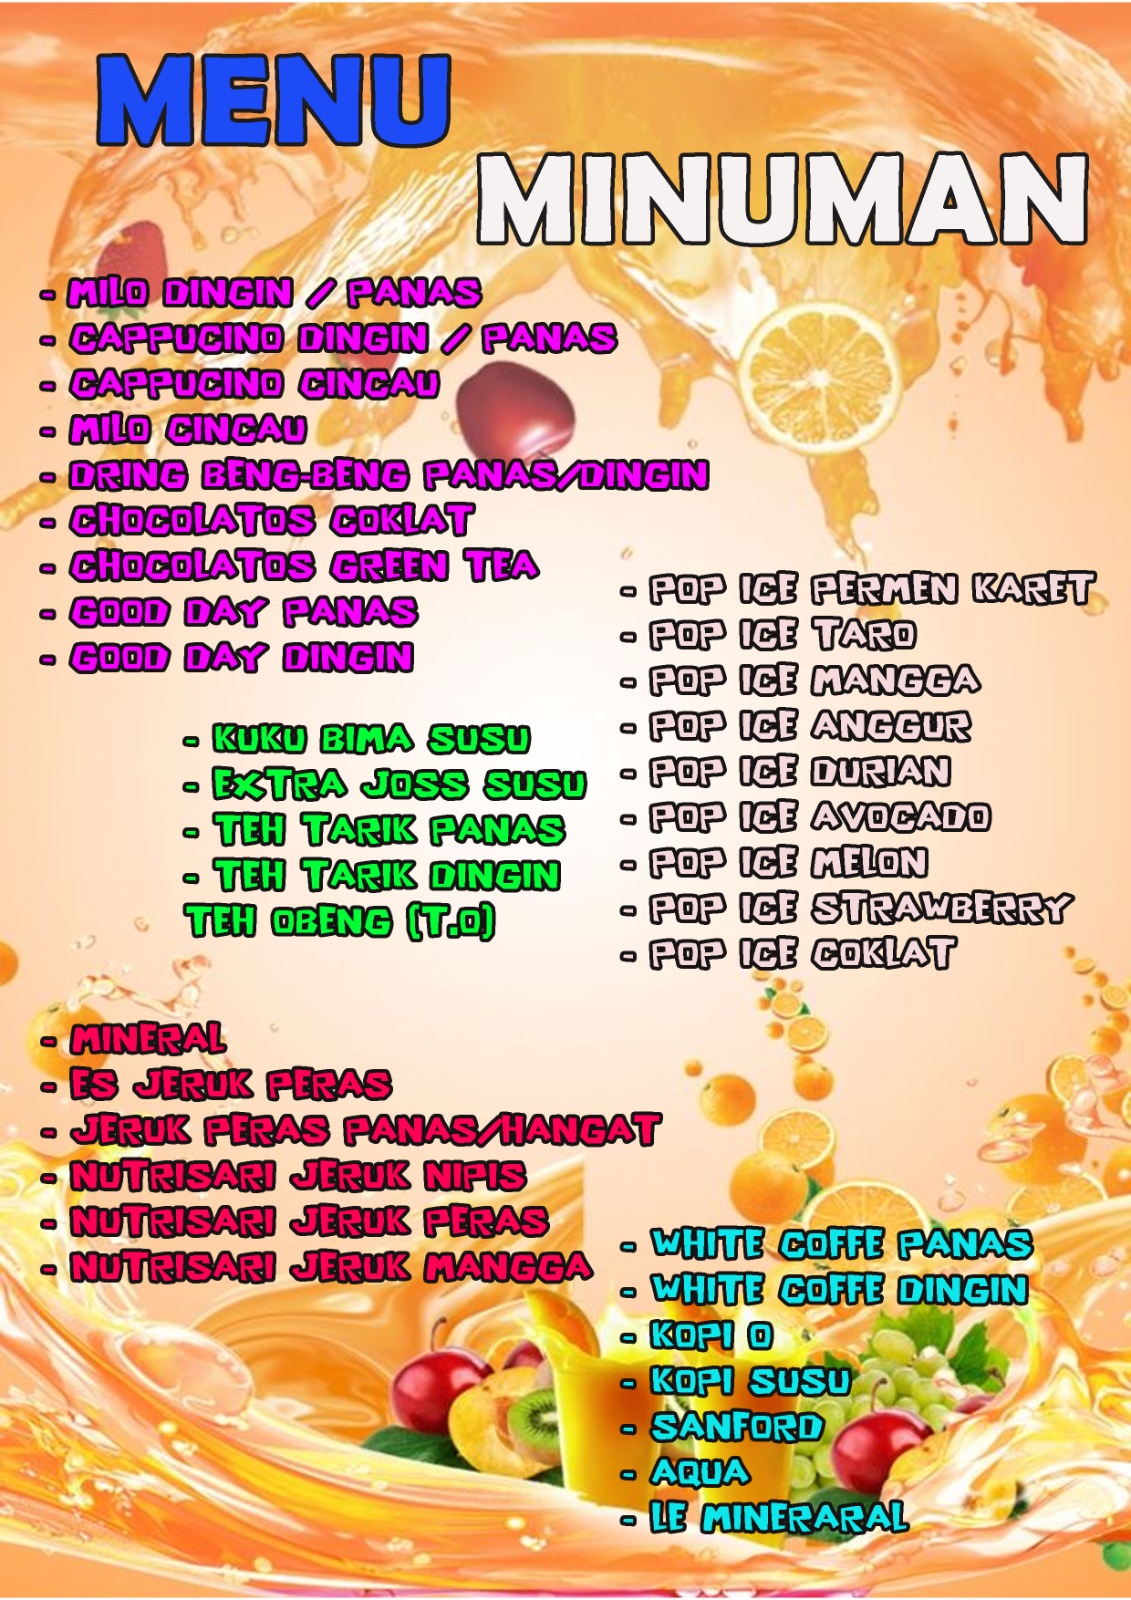 MENU
MINUMAN
- MILO DINGIN / PANAS
- CAPPUCINO DINGIN / PANAS
- CAPPUCINO CINCAU
- MILO CINCAU
- DRING BENG-BENG PANAS/DINGIN
- CHOCOLATOS COKLAT
- CHOCOLATOS GREEN TEA
- GOOD DAY PANAS
- GOOD DAY DINGIN
- KUKU BIMA SUSU
- EXTRA JOSS SUSU
- TEH TARIK PANAS
- TEH TARIK DINGIN
TEH OBENG (T.O)
- POP ICE PERMEN KARET
- POP ICE TARO
- POP ICE MANGGA
- POP ICE ANGGUR
- POP ICE DURIAN
- POP ICE AVOCADO
- POP ICE MELON
- POP ICE STRAWBERRY
- POP ICE COKLAT
- MINERAL
- ES JERUK PERAS
- JERUK PERAS PANAS/HANGAT
- NUTRISARI JERUK NIPIS
- NUTRISARI JERUK PERAS
- NUTRISARI JERUK MANGGA
- WHITE COFFE PANAS
- WHITE COFFE DINGIN
- KOPI O
- KOPI SUSU
- SANFORD
- AQUA
- LE MINERARAL